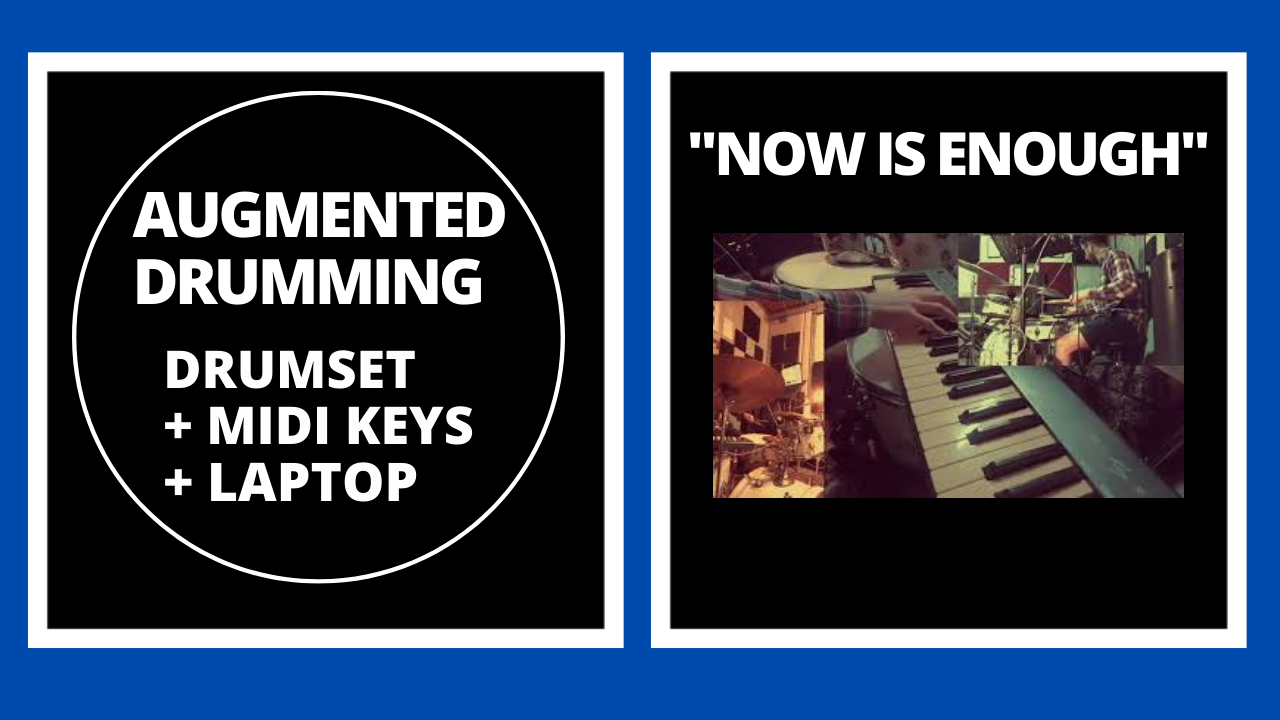 AUGMENTED
DRUMMING
DRUMSET
+ MIDI KEYS
+ LAPTOP
"NOW IS ENOUGH"